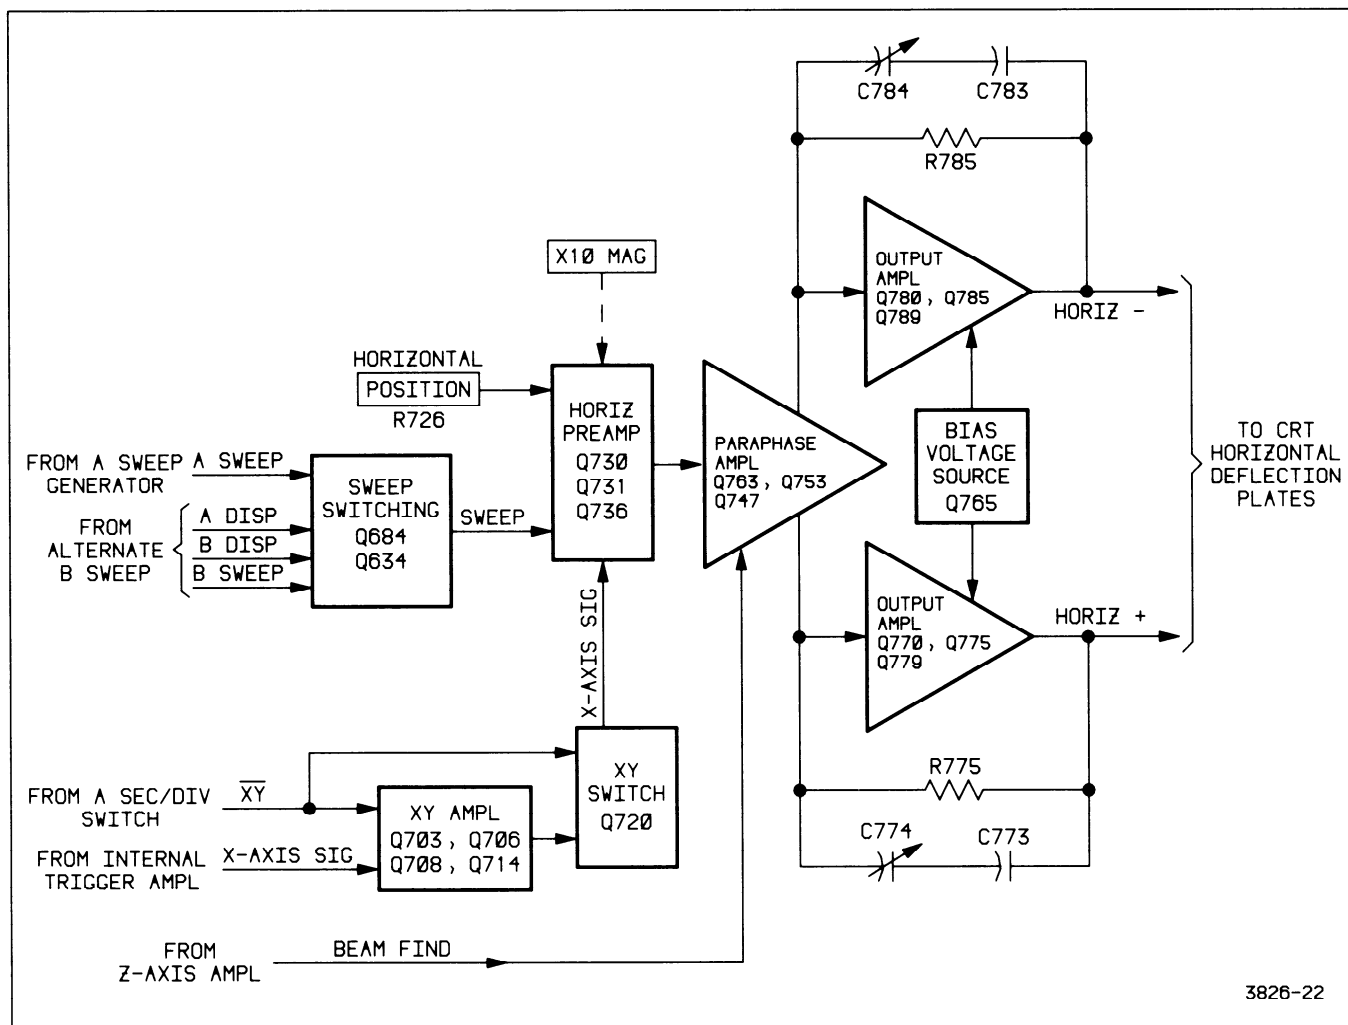 C784
C783
R785
X10 MAG
OUTPUT
AMPL
Q780, Q785
Q789
HORIZ -
HORIZONTAL
POSITION
R726
HORIZ
PREAMP
Q730
Q731
Q736
PARAPHASE
AMPL
Q763, Q753
Q747
BIAS
VOLTAGE
SOURCE
Q765
TO CRT
HORIZONTAL
DEFLECTION
PLATES
FROM A SWEEP
GENERATOR
A SWEEP
FROM
ALTERNATE
B SWEEP
A DISP
B DISP
B SWEEP
SWEEP
SWITCHING
Q684
Q634
SWEEP
OUTPUT
AMPL
Q770, Q775
Q779
HORIZ +
X-AXIS SIG
XY
SWITCH
Q720
R775
C774
C773
FROM A SEC/DIV
SWITCH
X̅Y̅
XY AMPL
Q703, Q706
Q708, Q714
FROM INTERNAL
TRIGGER AMPL
X-AXIS SIG
FROM
Z-AXIS AMPL
BEAM FIND
3826-22